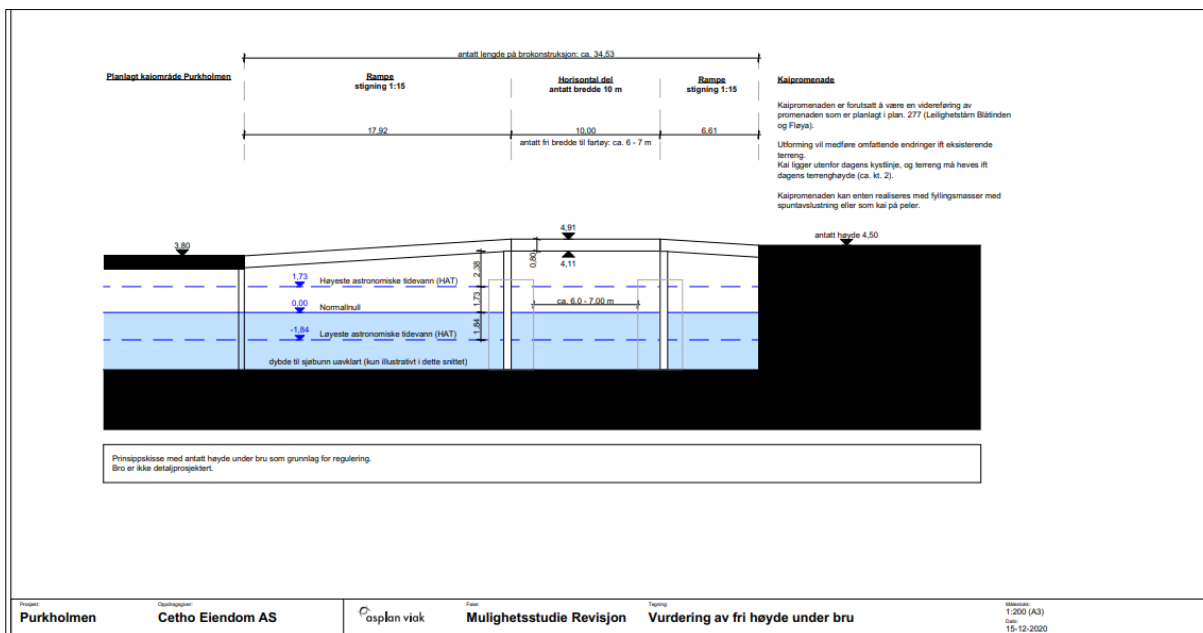 antatt lengde på brokonstruksjon: ca. 34,53
Planlagt kaiområde Purkholmen
Rampe
stigning 1:15
Horisontal del
antatt bredde 10 m
Rampe
stigning 1:15
Kaipromenade
Kaipromenaden er forutsatt å være en videreføring av
promenaden som er planlagt i plan. 277 (Leilighetstårn Blåtinden
og Fløya).
Utforming vil medføre omfattende endringer ift eksisterende
terreng.
Kai ligger utenfor dagens kystlinje, og terreng må heves ift
dagens terrenghøyde (ca. kt. 2).
Kaipromenaden kan enten realiseres med fyllingsmasser med
spuntavslustning eller som kai på peler.
17,92
10,00
6,61
antatt fri bredde til fartøy: ca. 6 - 7 m
4,91
antatt høyde 4,50
3,80
0,80
4,11
2,38
1,73
Høyeste astronomiske tidevann (HAT)
1,73
ca. 6,0 - 7,00 m
0,00
Normallnull
1,84
-1,84
Løyeste astronomiske tidevann (HAT)
dybde til sjøbunn uavklart (kun illustrativt i dette snittet)
Prinsippskisse med antatt høyde under bru som grunnlag for regulering.
Bro er ikke detaljprosjektert.
Prosjekt:
Purkholmen
Oppdragsgiver:
Cetho Eiendom AS
asplan viak
Fase:
Mulighetsstudie Revisjon
Tegning:
Vurdering av fri høyde under bru
Målestokk:
1:200 (A3)
Dato:
15-12-2020